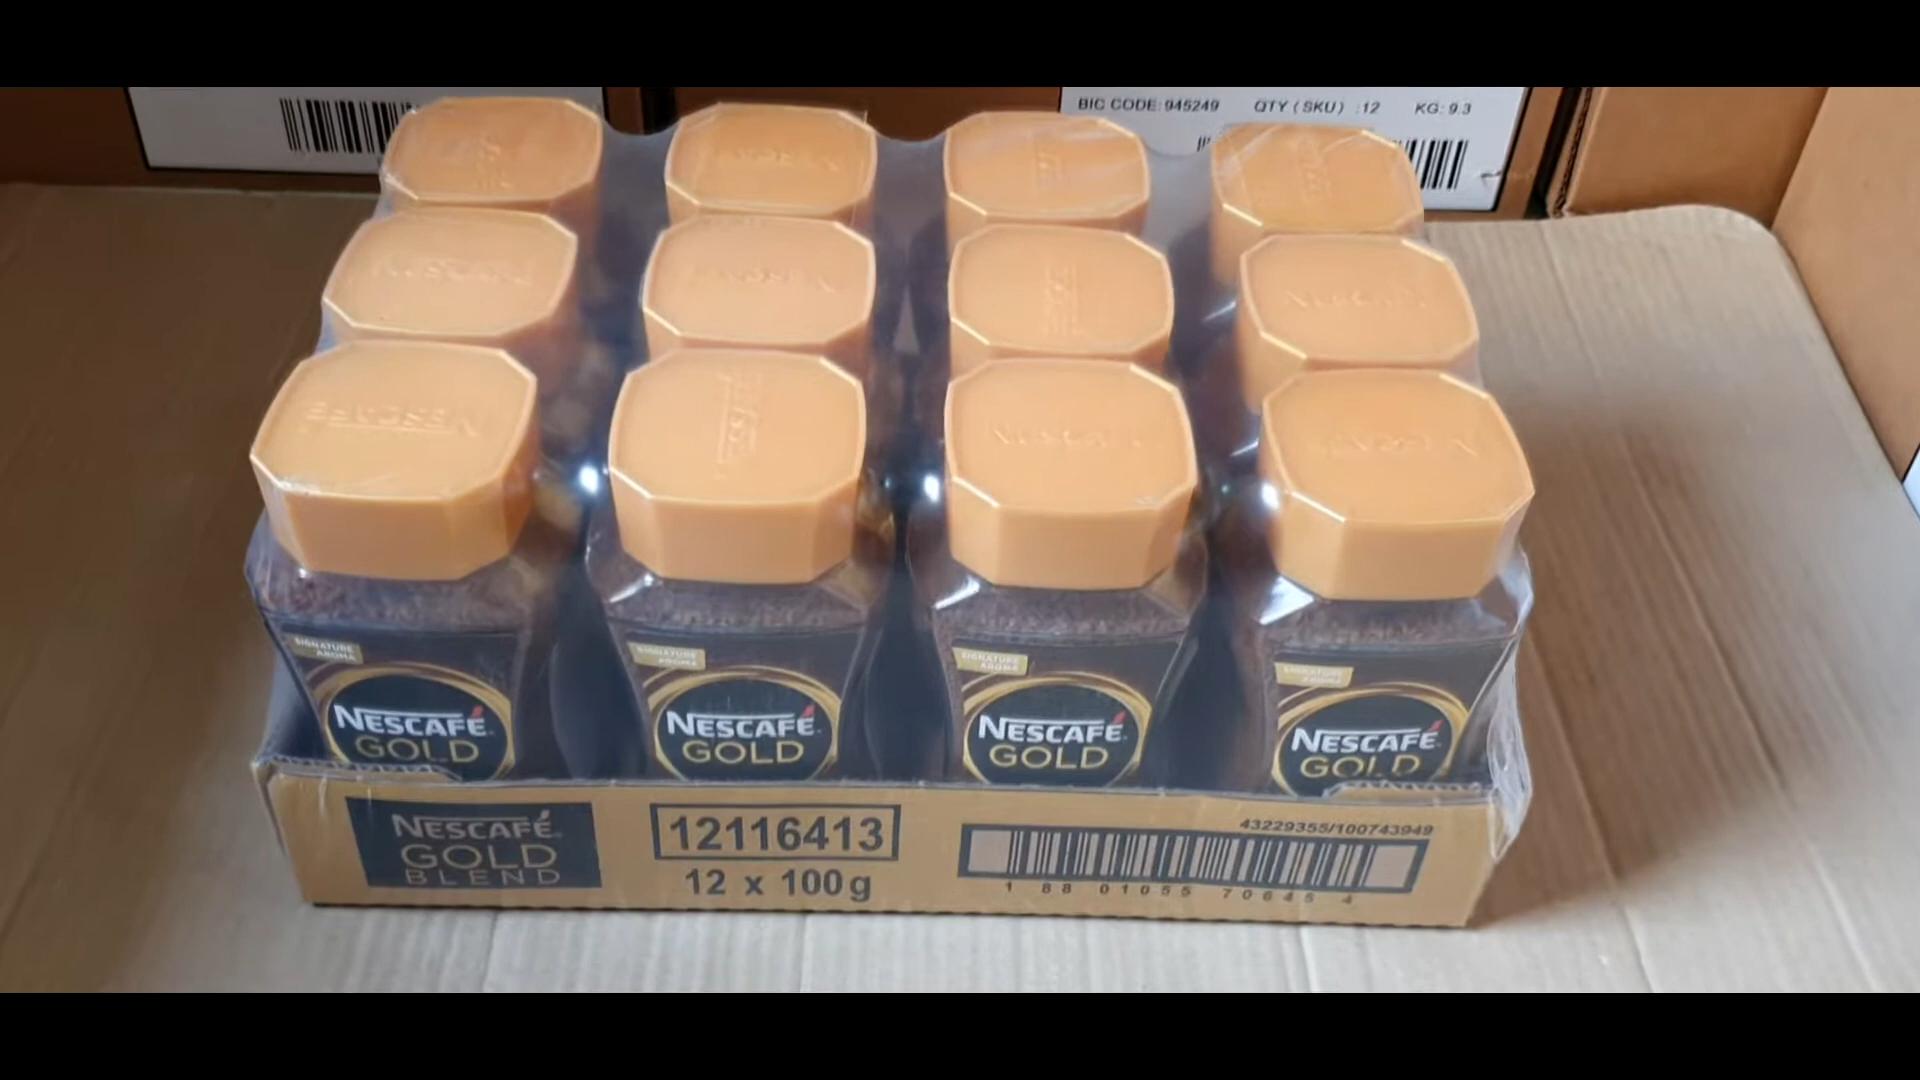 BIC CODE: 945249 QTY (SKU) :12 KG: 9.3
NESCAFÉ
SIGNATURE
AROMA
NESCAFÉ
GOLD
SIGNATURE
AROMA
NESCAFÉ
GOLD
SIGNATURE
AROMA
NESCAFÉ
GOLD
SIGNATURE
AROMA
NESCAFÉ
GOLD
NESCAFÉ
GOLD
BLEND
12116413
12 x 100g
43229355/100743949
1 88 01055 70645 4